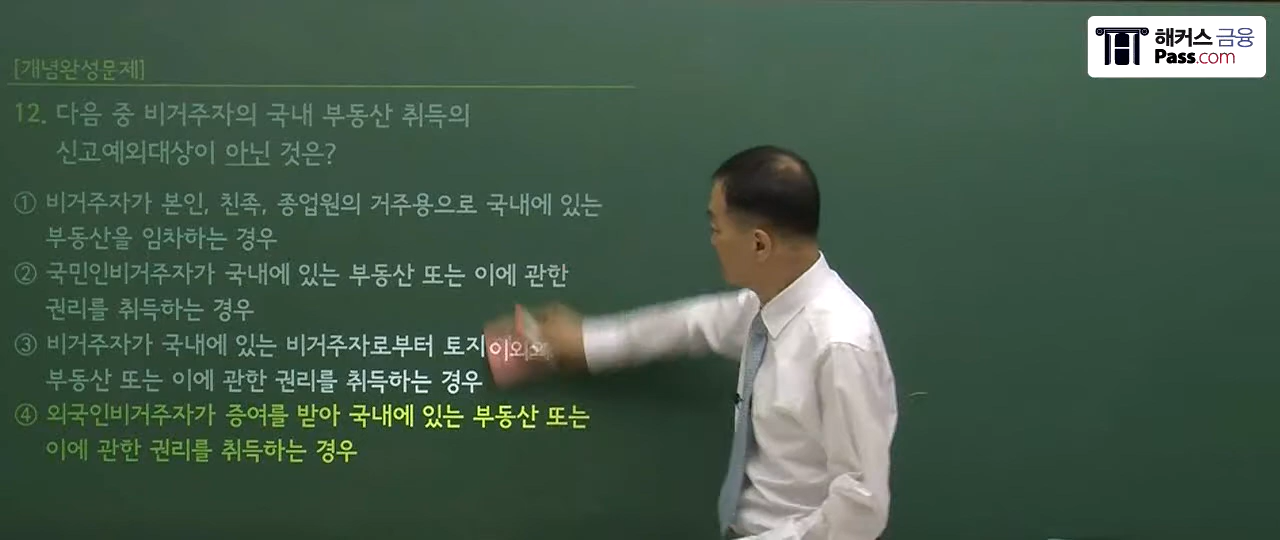 해커스 금융
Pass.com
[개념완성문제]
12. 다음 중 비거주자의 국내 부동산 취득의
신고예외대상이 아닌 것은?
① 비거주자가 본인, 친족, 종업원의 거주용으로 국내에 있는
부동산을 임차하는 경우
② 국민인비거주자가 국내에 있는 부동산 또는 이에 관한
권리를 취득하는 경우
③ 비거주자가 국내에 있는 비거주자로부터 토지 이외의
부동산 또는 이에 관한 권리를 취득하는 경우
④ 외국인비거주자가 증여를 받아 국내에 있는 부동산 또는
이에 관한 권리를 취득하는 경우